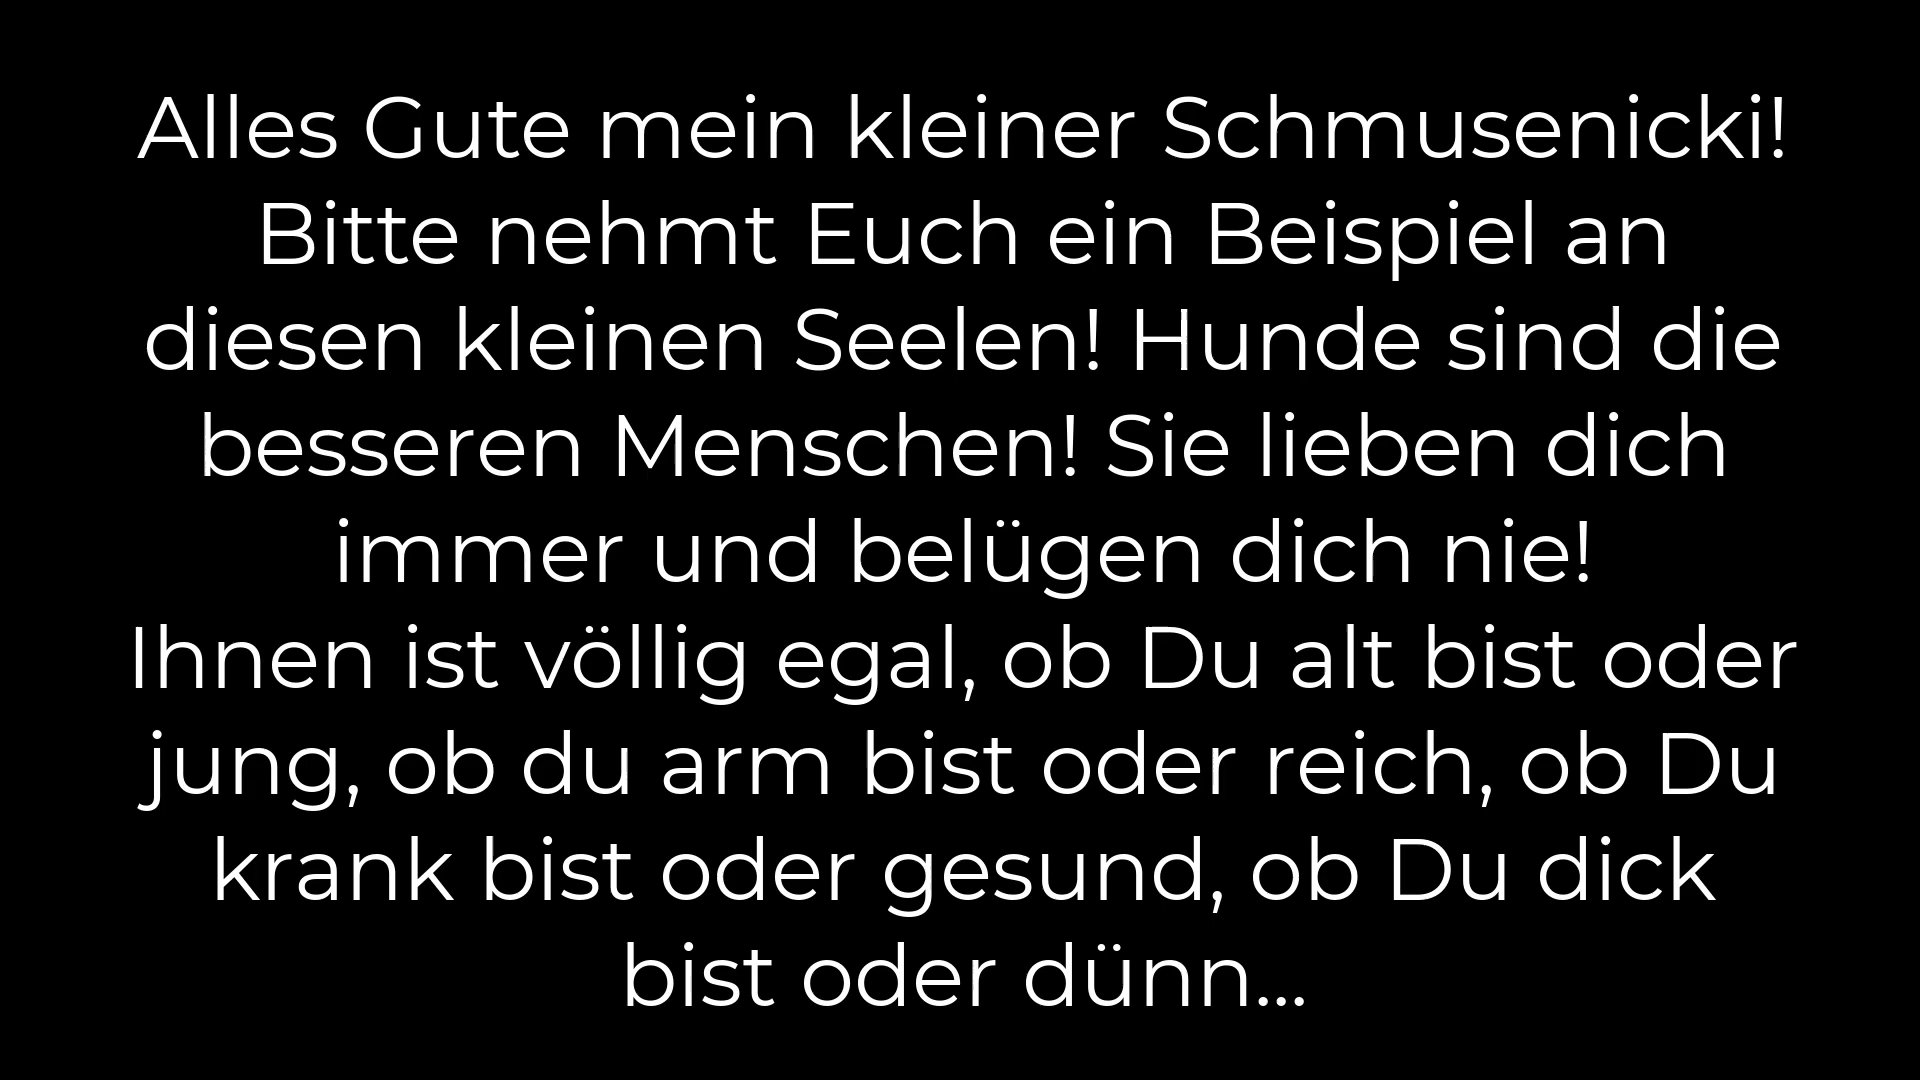 Alles Gute mein kleiner Schmusenicki!
Bitte nehmt Euch ein Beispiel an
diesen kleinen Seelen! Hunde sind die
besseren Menschen! Sie lieben dich
immer und belügen dich nie!
Ihnen ist völlig egal, ob Du alt bist oder
jung, ob du arm bist oder reich, ob Du
krank bist oder gesund, ob Du dick
bist oder dünn...